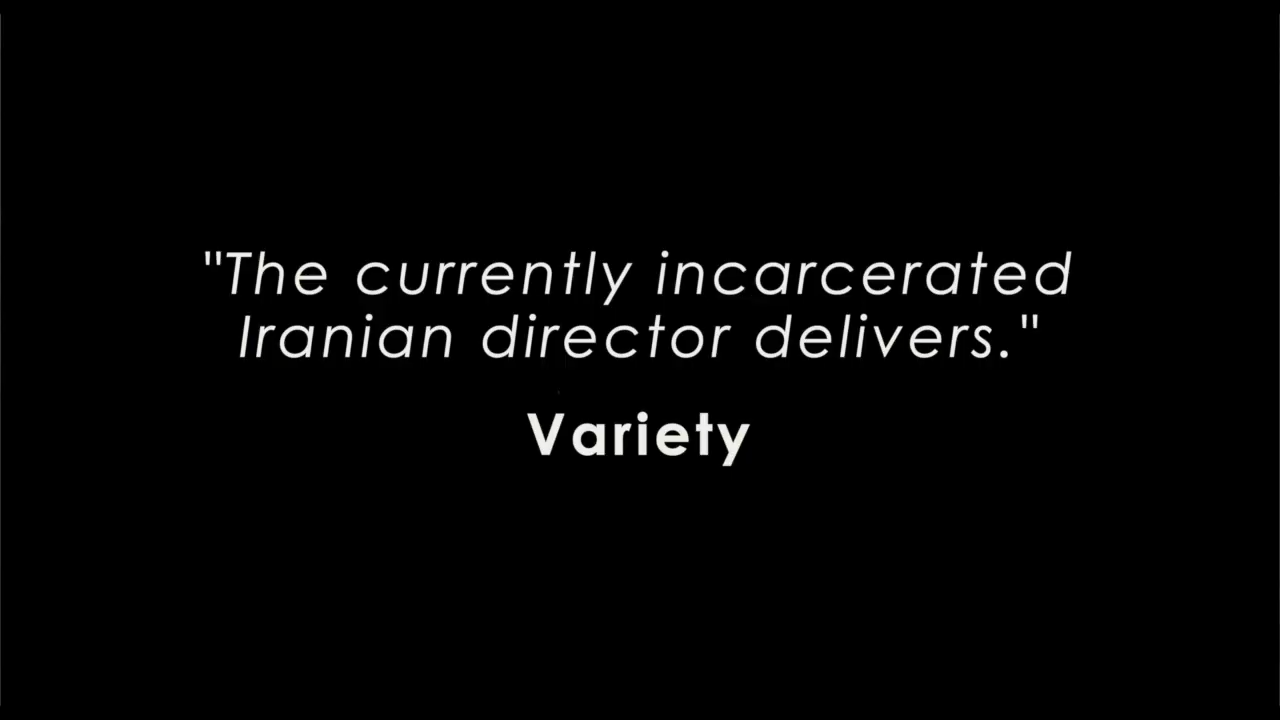 "The currently incarcerated
Iranian director delivers."
Variety